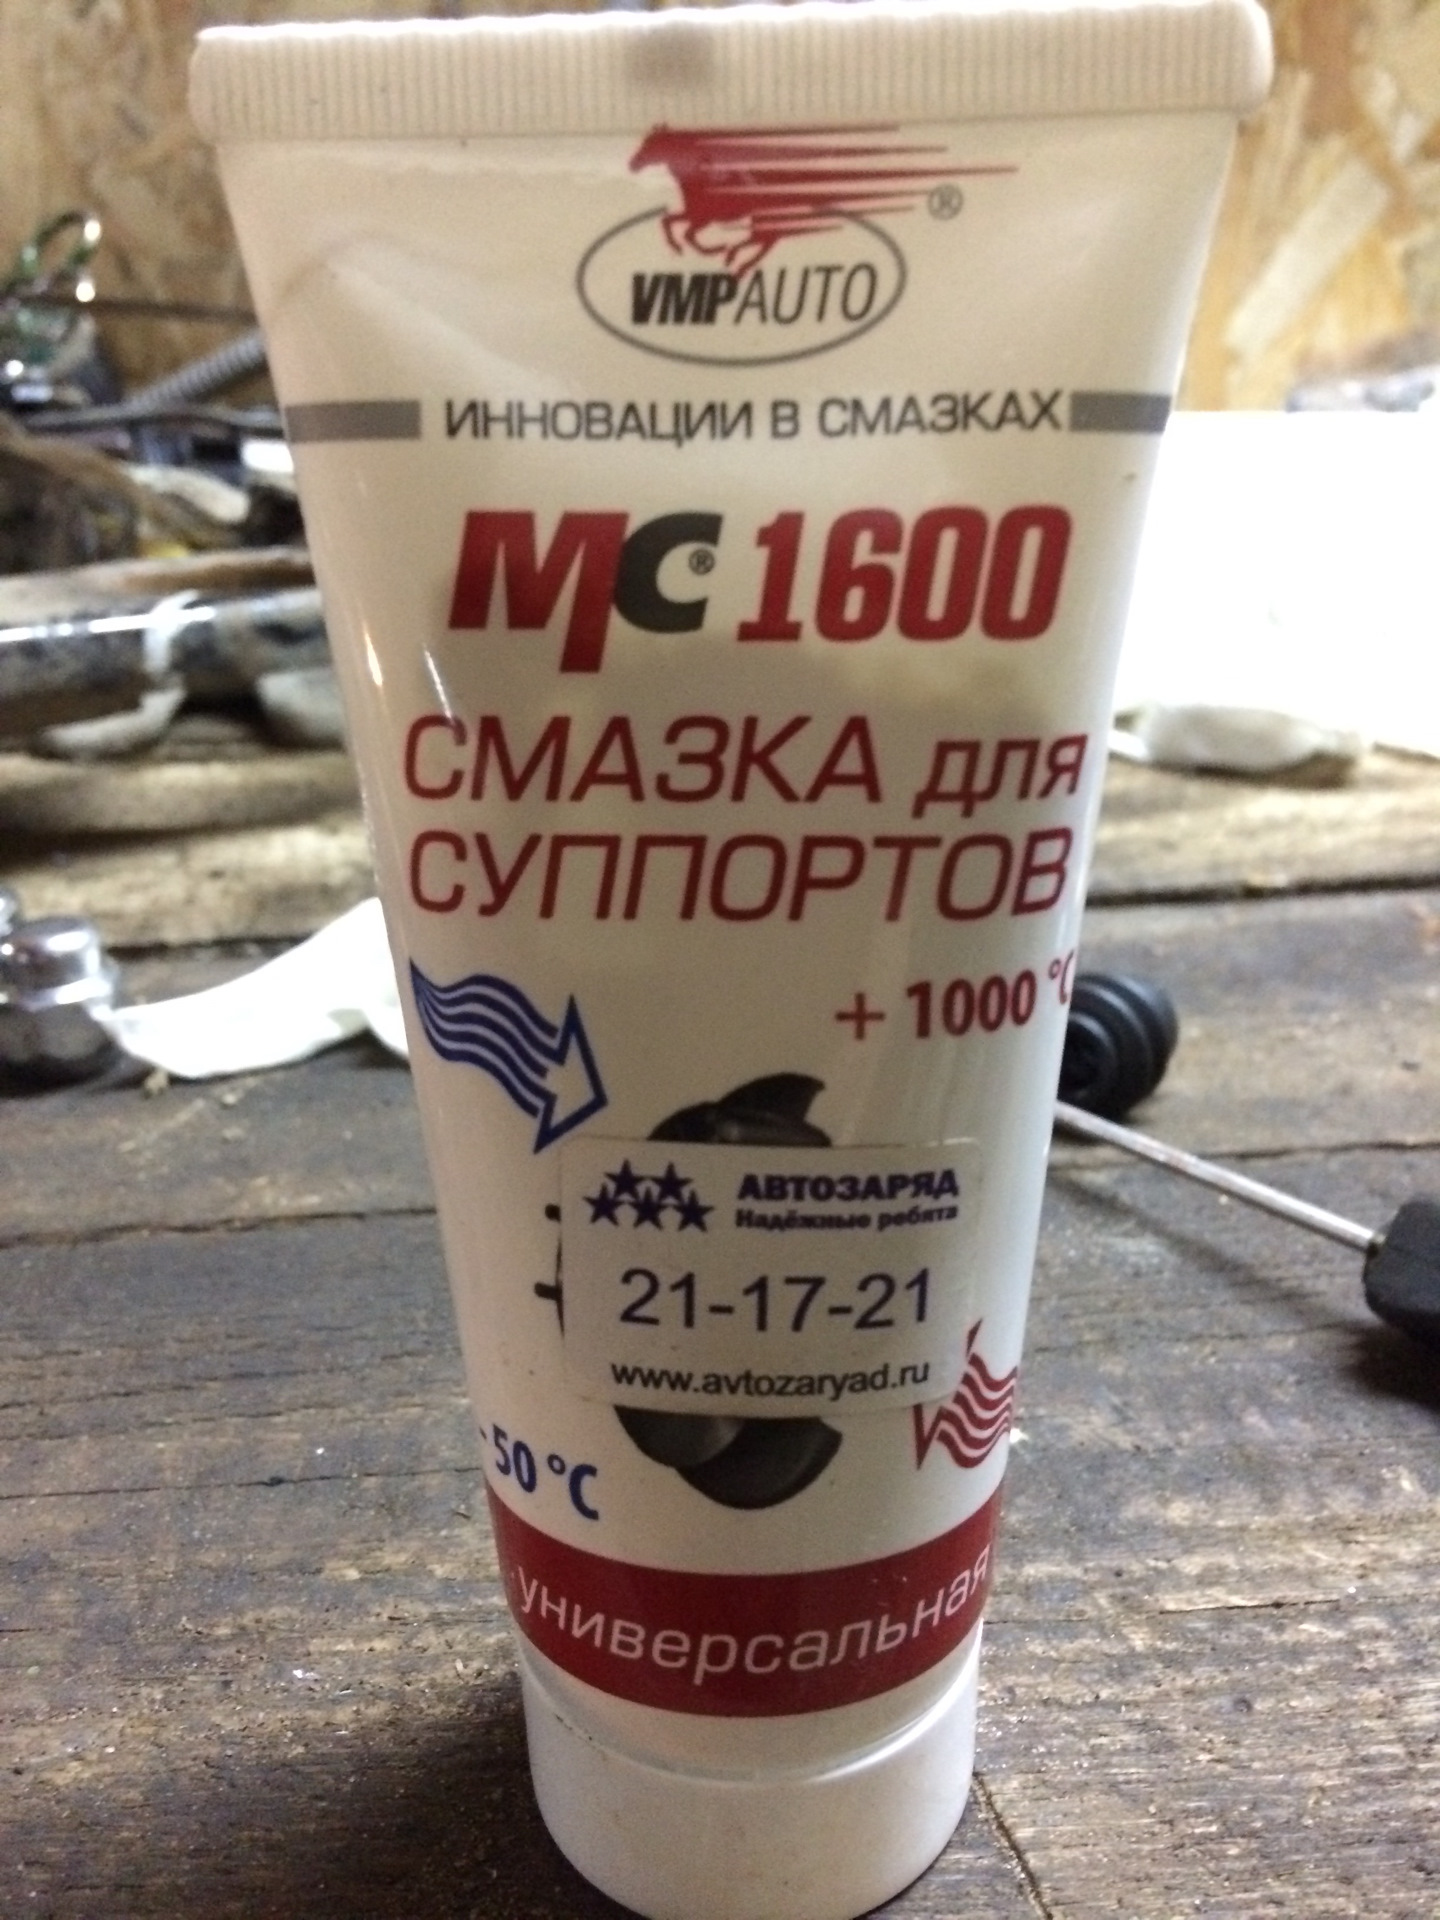 VMPAUTO ®
ИННОВАЦИИ В СМАЗКАХ
МС® 1600
СМАЗКА для
СУППОРТОВ
+ 1000 °C
АВТОЗАРЯД
Надёжные ребята
21-17-21
www.avtozaryad.ru
- 50 °C
универсальная